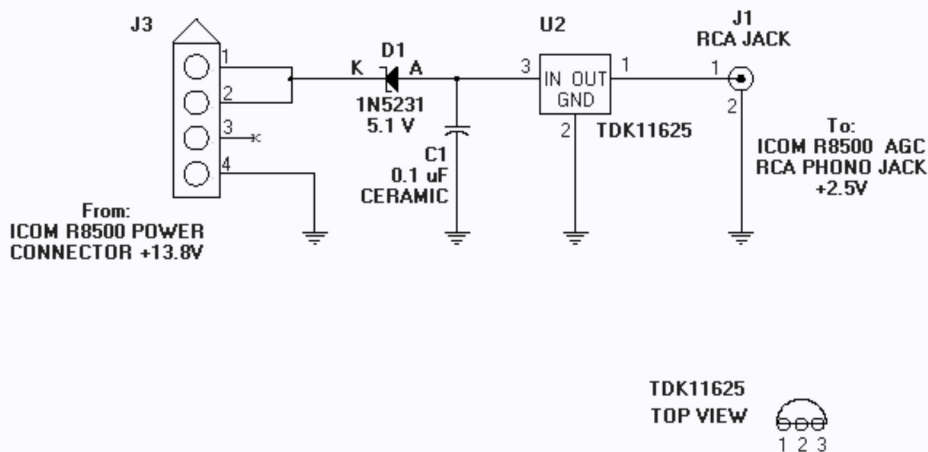 J3
1
2
3
4
From:
ICOM R8500 POWER
CONNECTOR +13.8V
D1
K A
1N5231
5.1 V
C1
0.1 uF
CERAMIC
U2
3
IN OUT
GND
1
2
TDK11625
J1
RCA JACK
1
2
To:
ICOM R8500 AGC
RCA PHONO JACK
+2.5V
TDK11625
TOP VIEW
1 2 3